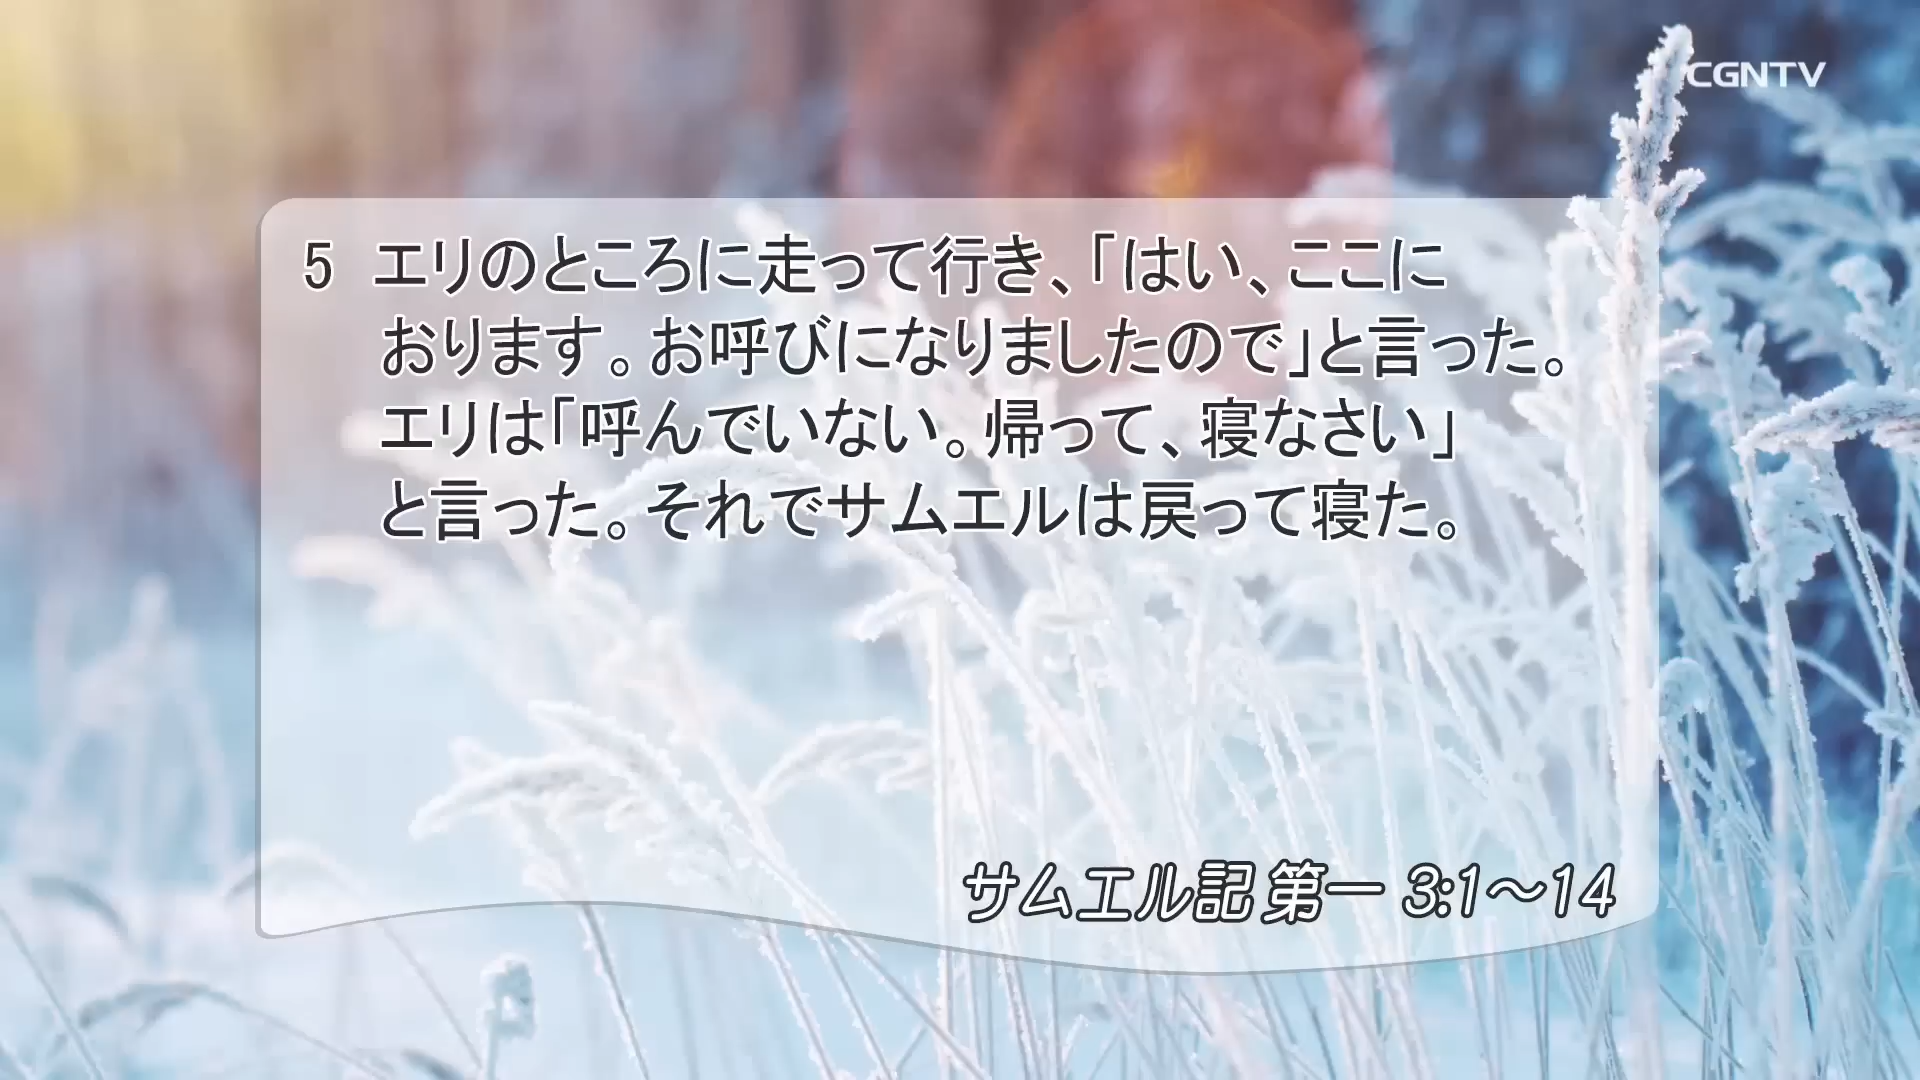 CGNTV
5 エリのところに走って行き、「はい、ここに
おります。お呼びになりましたので」と言った。
エリは「呼んでいない。帰って、寝なさい」
と言った。それでサムエルは戻って寝た。
サムエル記 第一 3:1～14